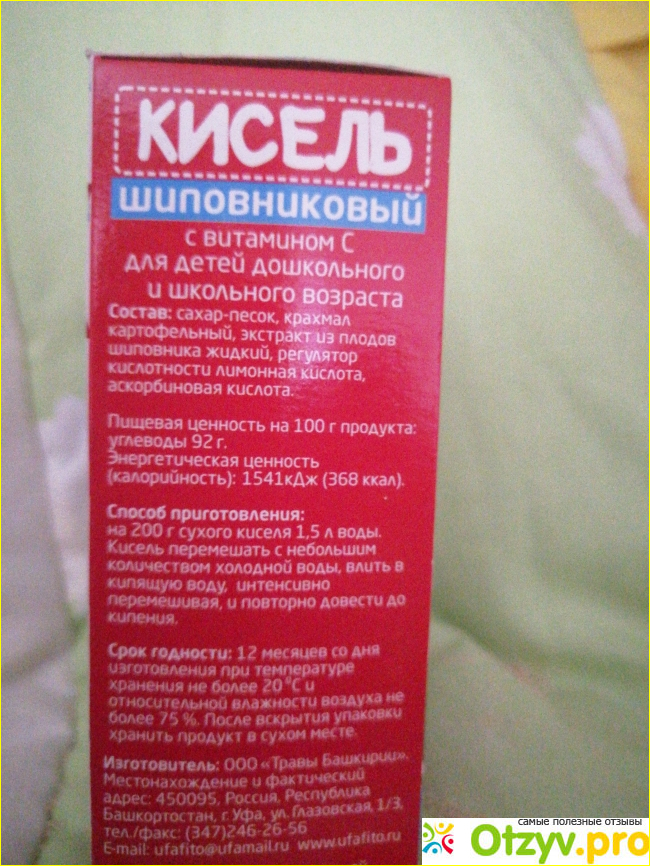 КИСЕЛЬ
шиповниковый
с витамином С
для детей дошкольного
и школьного возраста
Состав: сахар-песок, крахмал
картофельный, экстракт из плодов
шиповника жидкий, регулятор
кислотности лимонная кислота,
аскорбиновая кислота.
Пищевая ценность на 100 г продукта:
углеводы 92 г.
Энергетическая ценность
(калорийность): 1541кДж (368 ккал).
Способ приготовления:
на 200 г сухого киселя 1,5 л воды.
Кисель перемешать с небольшим
количеством холодной воды, влить в
кипящую воду, интенсивно
перемешивая, и повторно довести до
кипения.
Срок годности: 12 месяцев со дня
изготовления при температуре
хранения не более 20 °С и
относительной влажности воздуха не
более 75 %. После вскрытия упаковки
хранить продукт в сухом месте.
Изготовитель: ООО «Травы Башкирии».
Местонахождение и фактический
адрес: 450095, Россия, Республика
Башкортостан, г. Уфа, ул. Глазовская, 1/3,
тел./факс: (347)246-26-56
E-mail: ufafito@ufamail.ru www.ufafito.ru
самые полезные отзывы
Otzyv.pro